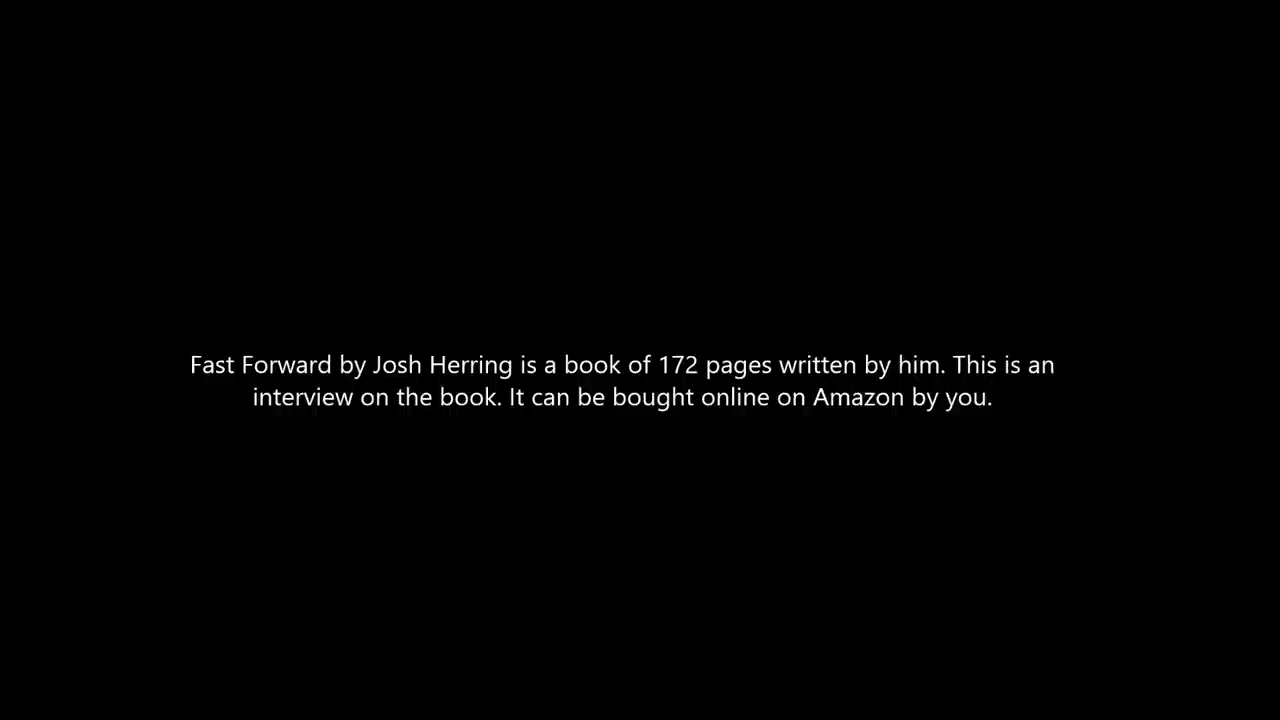 Fast Forward by Josh Herring is a book of 172 pages written by him. This is an
interview on the book. It can be bought online on Amazon by you.